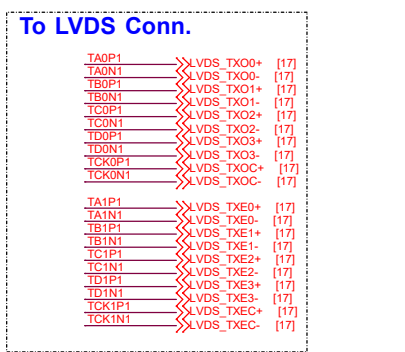 To LVDS Conn.
TA0P1 LVDS_TXO0+ [17]
TA0N1 LVDS_TXO0- [17]
TB0P1 LVDS_TXO1+ [17]
TB0N1 LVDS_TXO1- [17]
TC0P1 LVDS_TXO2+ [17]
TC0N1 LVDS_TXO2- [17]
TD0P1 LVDS_TXO3+ [17]
TD0N1 LVDS_TXO3- [17]
TCK0P1 LVDS_TXOC+ [17]
TCK0N1 LVDS_TXOC- [17]
TA1P1 LVDS_TXE0+ [17]
TA1N1 LVDS_TXE0- [17]
TB1P1 LVDS_TXE1+ [17]
TB1N1 LVDS_TXE1- [17]
TC1P1 LVDS_TXE2+ [17]
TC1N1 LVDS_TXE2- [17]
TD1P1 LVDS_TXE3+ [17]
TD1N1 LVDS_TXE3- [17]
TCK1P1 LVDS_TXEC+ [17]
TCK1N1 LVDS_TXEC- [17]